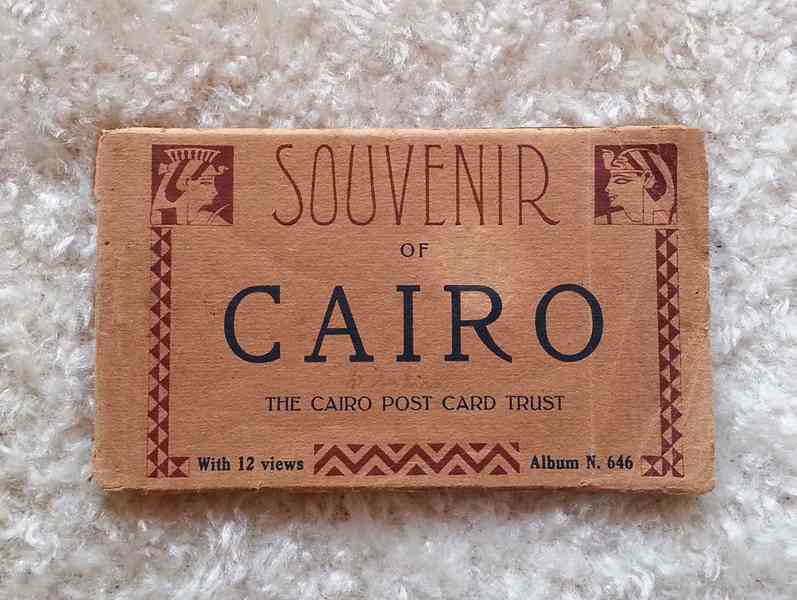 SOUVENIR
OF
CAIRO
THE CAIRO POST CARD TRUST
With 12 views
Album N. 646